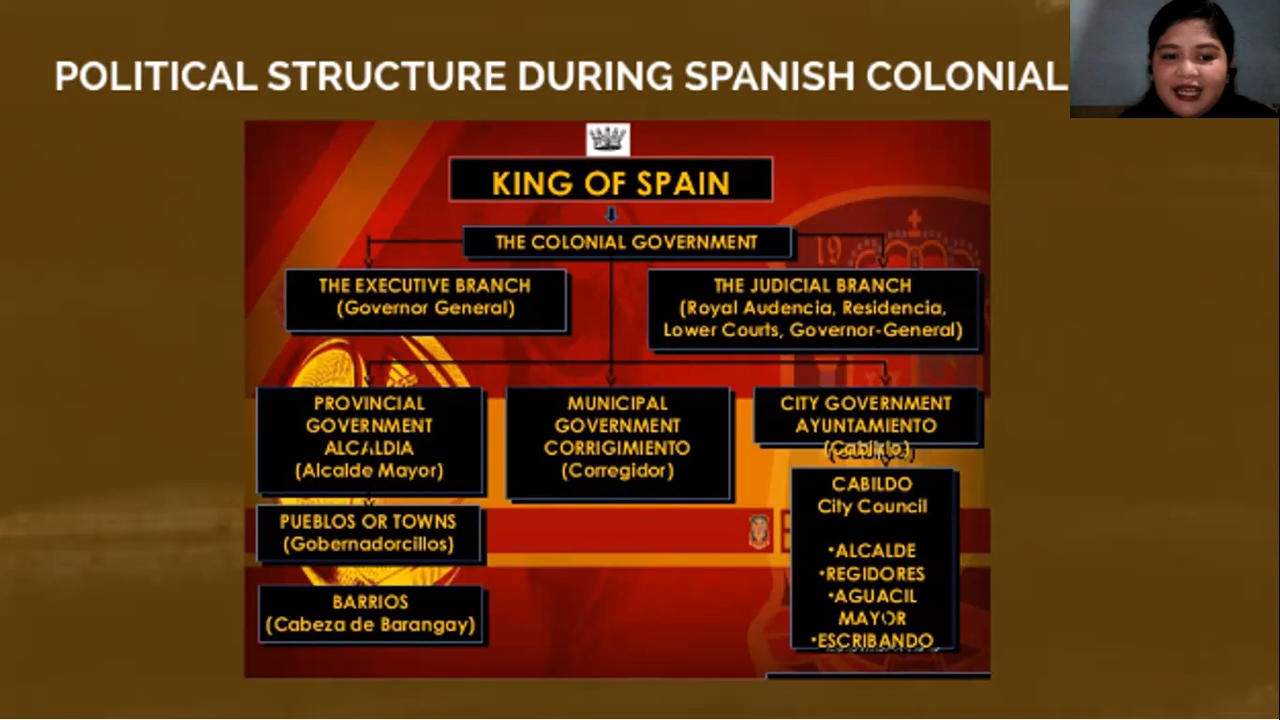 POLITICAL STRUCTURE DURING SPANISH COLONIAL
KING OF SPAIN
THE COLONIAL GOVERNMENT
THE EXECUTIVE BRANCH
(Governor General)
THE JUDICIAL BRANCH
(Royal Audencia, Residencia,
Lower Courts, Governor-General)
PROVINCIAL
GOVERNMENT
ALCALDIA
(Alcalde Mayor)
MUNICIPAL
GOVERNMENT
CORRIGIMIENTO
(Corregidor)
CITY GOVERNMENT
AYUNTAMIENTO
(Cabildo)
PUEBLOS OR TOWNS
(Gobernadorcillos)
BARRIOS
(Cabeza de Barangay)
CABILDO
City Council
•ALCALDE
•REGIDORES
•AGUACIL
MAYOR
•ESCRIBANDO
19